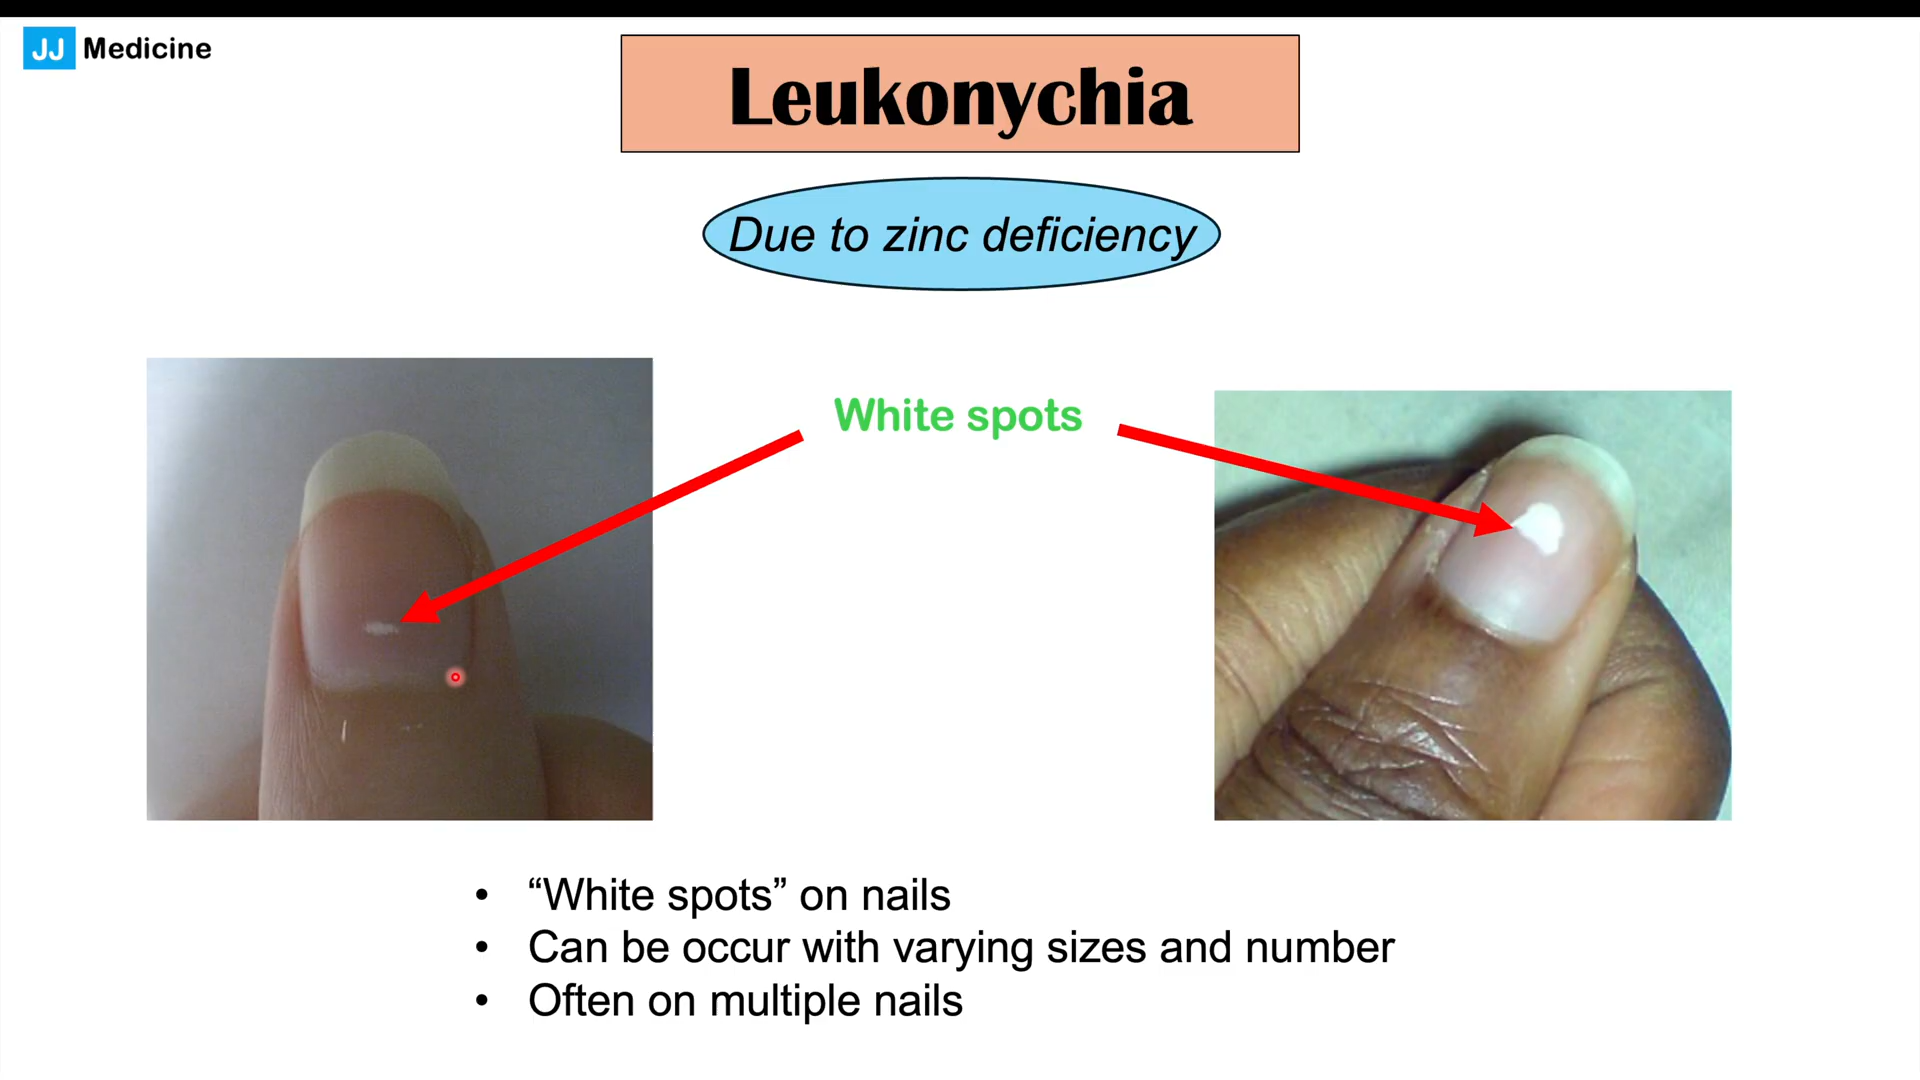 JJ Medicine
Leukonychia
Due to zinc deficiency
White spots
• “White spots” on nails
• Can be occur with varying sizes and number
• Often on multiple nails